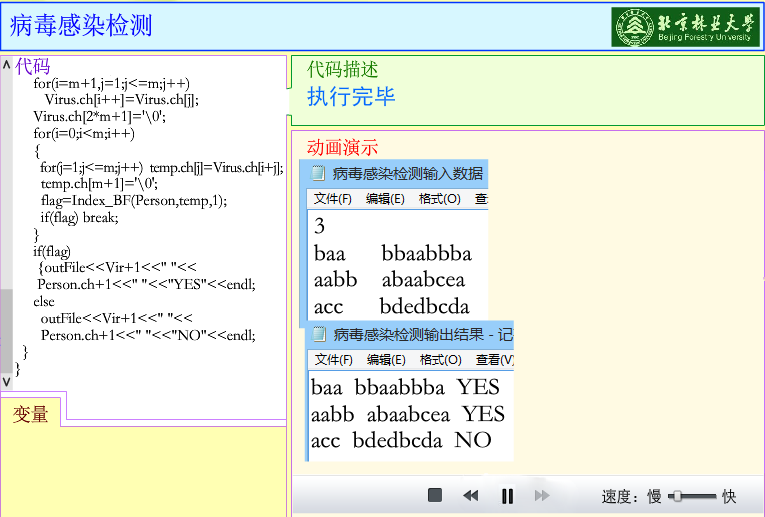 病毒感染检测
北京林业大学
Beijing Forestry University
代码
for(i=m+1,j=1;j<=m;j++)
Virus.ch[i++]=Virus.ch[j];
Virus.ch[2*m+1]='\0';
for(i=0;i<m;i++)
{
for(j=1;j<=m;j++) temp.ch[j]=Virus.ch[i+j];
temp.ch[m+1]='\0';
flag=Index_BF(Person,temp,1);
if(flag) break;
}
if(flag)
{outFile<<Vir+1<<" "<<
Person.ch+1<<" "<<"YES"<<endl;
else
outFile<<Vir+1<<" "<<
Person.ch+1<<" "<<"NO"<<endl;
}
}
变量
代码描述
执行完毕
动画演示
病毒感染检测输入数据
文件(F) 编辑(E) 格式(O) 查
3
baa bbaabbba
aabb abaabcea
acc bdedbcda
病毒感染检测输出结果 - 记
文件(F) 编辑(E) 格式(O) 查看(V)
baa bbaabbba YES
aabb abaabcea YES
acc bdedbcda NO
速度: 慢 快